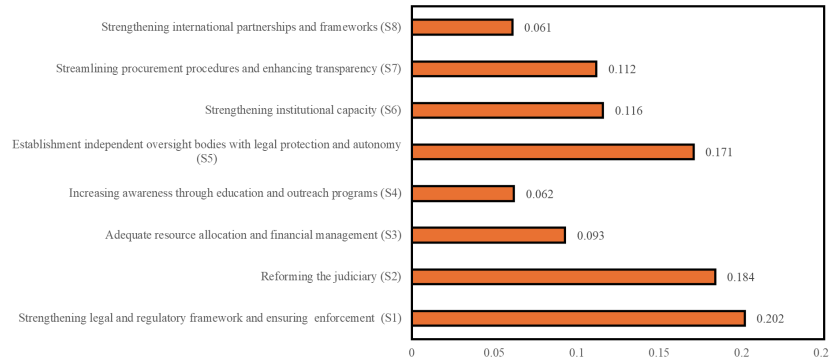 Strengthening international partnerships and frameworks (S8)
0.061
Streamlining procurement procedures and enhancing transparency (S7)
0.112
Strengthening institutional capacity (S6)
0.116
Establishment independent oversight bodies with legal protection and autonomy
(S5)
0.171
Increasing awareness through education and outreach programs (S4)
0.062
Adequate resource allocation and financial management (S3)
0.093
Reforming the judiciary (S2)
0.184
Strengthening legal and regulatory framework and ensuring  enforcement  (S1)
0.202
0 0.05 0.1 0.15 0.2 0.2